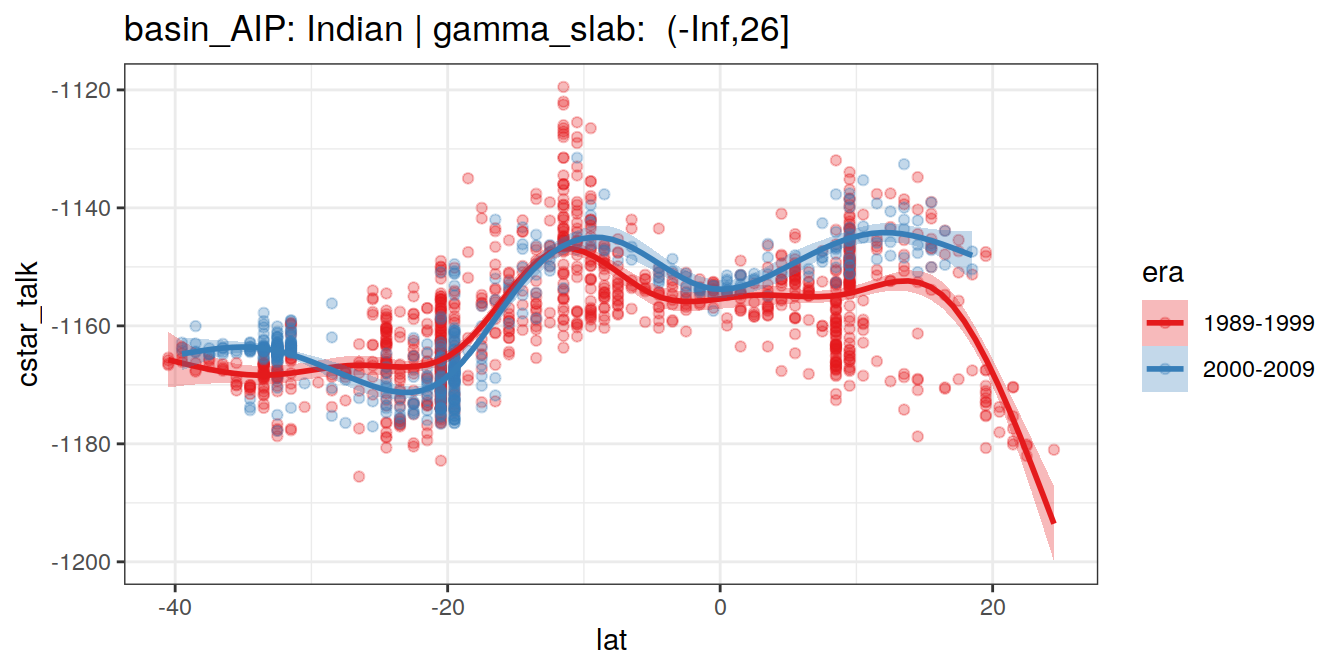 basin_AIP: Indian | gamma_slab:  (-Inf,26]
-1120
-1140
-1160
-1180
-1200
cstar_talk
-40 -20 0 20
lat
era
1989-1999
2000-2009